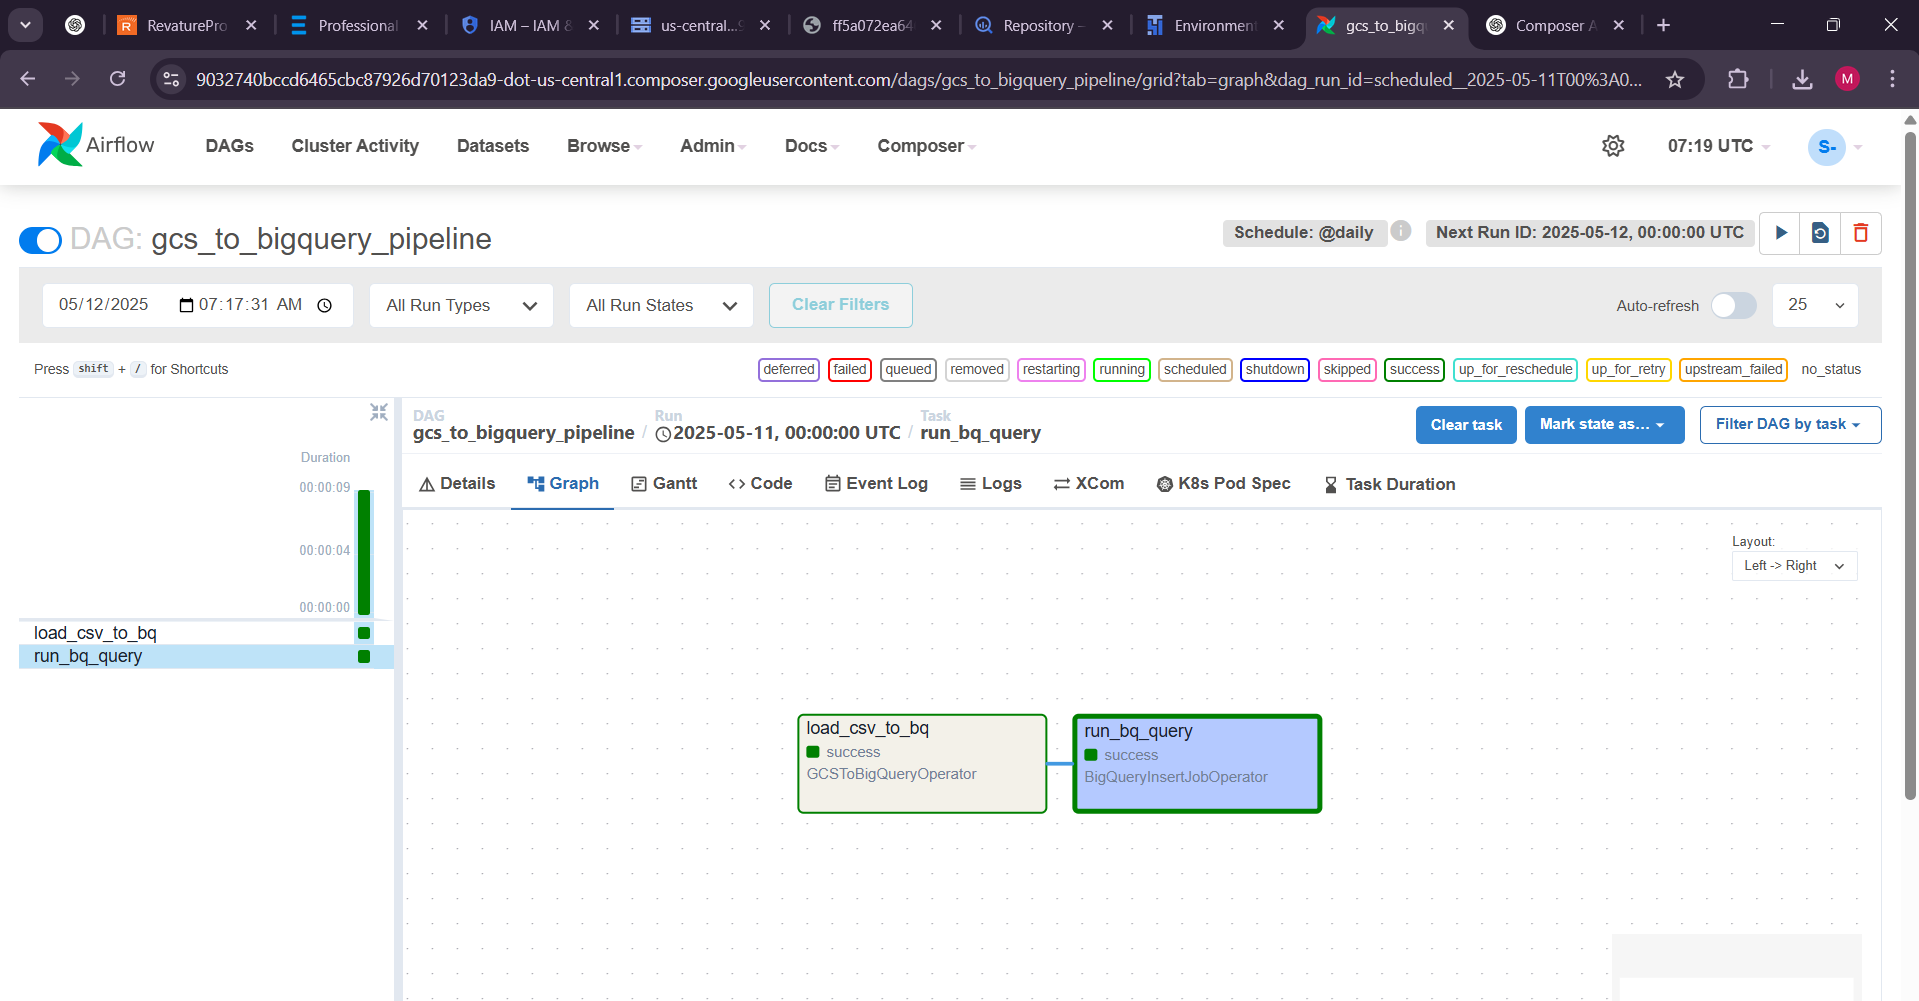 RevaturePro
Professional
IAM – IAM &
us-central...
ff5a072ea64
Repository –
Environment
gcs_to_bigq
Composer A
9032740bccd6465cbc87926d70123da9-dot-us-central1.composer.googleusercontent.com/dags/gcs_to_bigquery_pipeline/grid?tab=graph&dag_run_id=scheduled__2025-05-11T00%3A0...
M
Airflow
DAGs
Cluster Activity
Datasets
Browse
Admin
Docs
Composer
07:19 UTC
S-
DAG: gcs_to_bigquery_pipeline
Schedule: @daily
Next Run ID: 2025-05-12, 00:00:00 UTC
05/12/2025 07:17:31 AM
All Run Types
All Run States
Clear Filters
Auto-refresh
25
Press shift + / for Shortcuts
deferred
failed
queued
removed
restarting
running
scheduled
shutdown
skipped
success
up_for_reschedule
up_for_retry
upstream_failed
no_status
Duration
00:00:09
00:00:04
00:00:00
load_csv_to_bq
run_bq_query
DAG
gcs_to_bigquery_pipeline /
Run
2025-05-11, 00:00:00 UTC /
Task
run_bq_query
Clear task
Mark state as...
Filter DAG by task
Details
Graph
Gantt
Code
Event Log
Logs
XCom
K8s Pod Spec
Task Duration
Layout:
Left -> Right
load_csv_to_bq
success
GCSToBigQueryOperator
run_bq_query
success
BigQueryInsertJobOperator